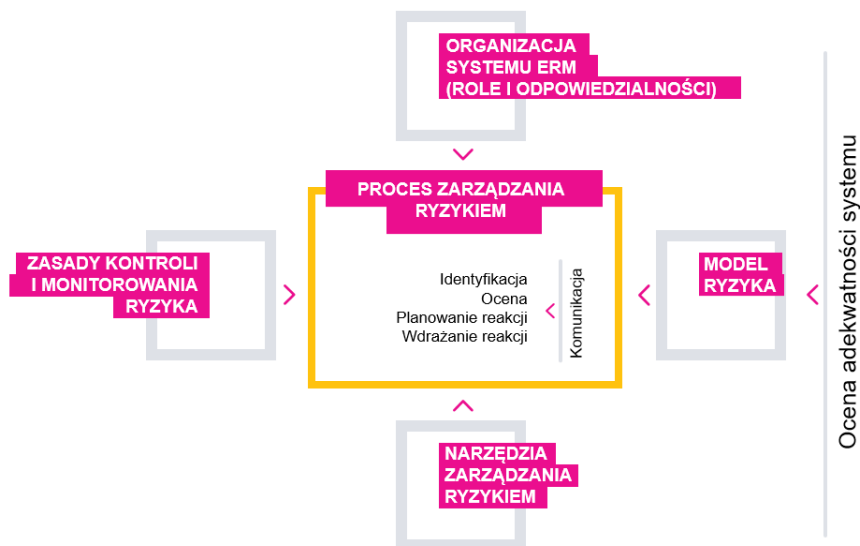 ORGANIZACJA
SYSTEMU ERM
(ROLE I ODPOWIEDZIALNOŚCI)
PROCES ZARZĄDZANIA
RYZYKIEM
ZASADY KONTROLI
I MONITOROWANIA
RYZYKA
Identyfikacja
Ocena
Planowanie reakcji
Wdrażanie reakcji
Komunikacja
MODEL
RYZYKA
Ocena adekwatności systemu
NARZĘDZIA
ZARZĄDZANIA
RYZYKIEM